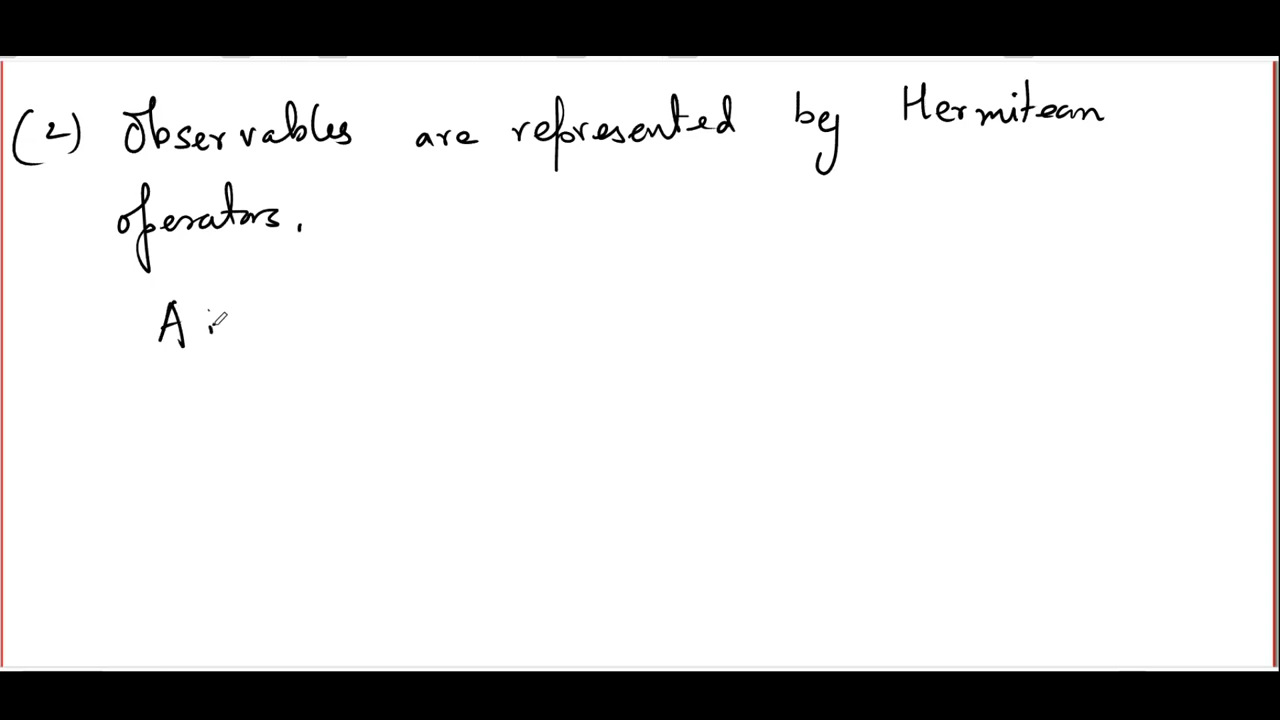 (2) Observables are represented by Hermitean
operators.
A